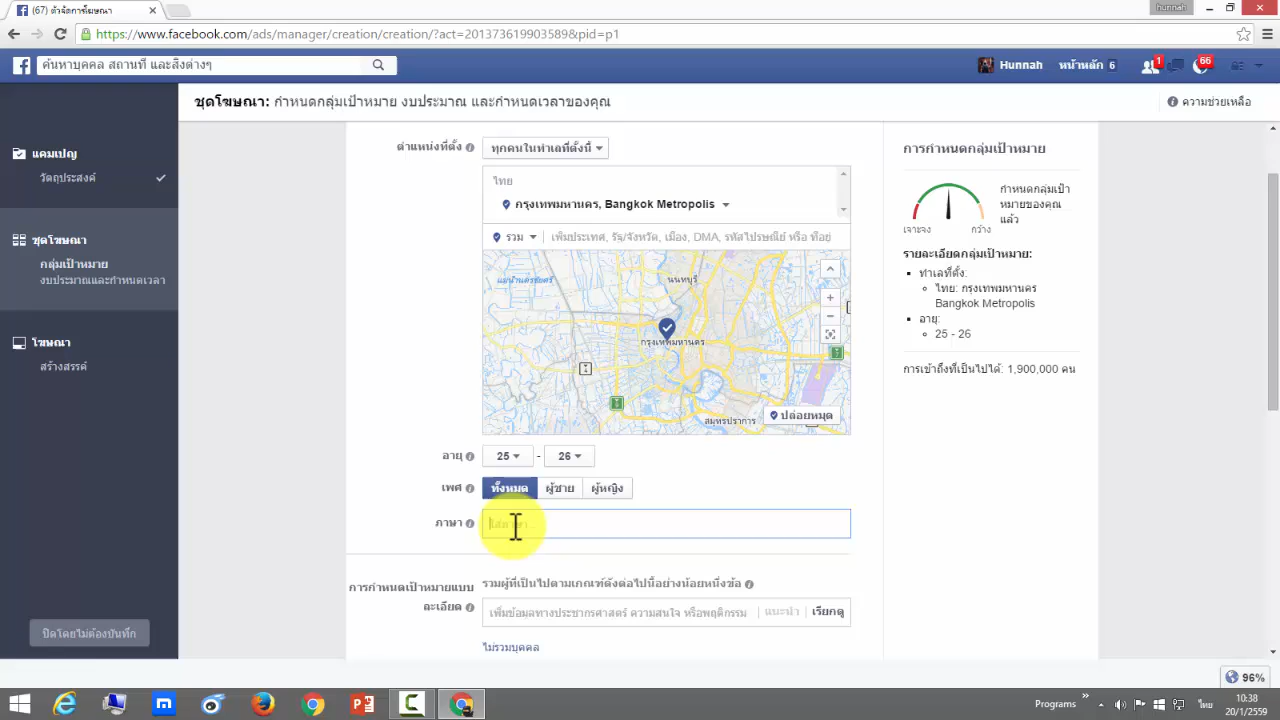 (67) ตัวจัดการโฆษณา
hunnah
https://www.facebook.com/ads/manager/creation/creation/?act=2013736199035898&pid=p1
ค้นหาบุคคล สถานที่ และสิ่งต่างๆ
Hunnah
หน้าหลัก 6
1
66
ชุดโฆษณา: กำหนดกลุ่มเป้าหมาย งบประมาณ และกำหนดเวลาของคุณ
ความช่วยเหลือ
แคมเปญ
วัตถุประสงค์
ชุดโฆษณา
กลุ่มเป้าหมาย
งบประมาณและกำหนดเวลา
โฆษณา
สร้างสรรค์
ปิดโดยไม่ต้องบันทึก
ตำแหน่งที่ตั้ง
ทุกคนในทำเลที่ตั้งนี้
ไทย
กรุงเทพมหานคร, Bangkok Metropolis
รวม
เพิ่มประเทศ, รัฐ/จังหวัด, เมือง, DMA, รหัสไปรษณีย์ หรือ ที่อยู่
นนทบุรี
กรุงเทพมหานคร
สมุทรปราการ
ปล่อยหมุด
อายุ
25 - 26
เพศ
ทั้งหมด
ผู้ชาย
ผู้หญิง
ภาษา
ใส่ภาษา...
การกำหนดเป้าหมายแบบละเอียด
รวมผู้ที่เป็นไปตามเกณฑ์ดังต่อไปนี้อย่างน้อยหนึ่งข้อ
เพิ่มข้อมูลทางประชากรศาสตร์ ความสนใจ หรือพฤติกรรม
แนะนำ
เรียกดู
ไม่รวมบุคคล
การกำหนดกลุ่มเป้าหมาย
เจาะจง
กว้าง
กำหนดกลุ่มเป้าหมายของคุณแล้ว
รายละเอียดกลุ่มเป้าหมาย:
ทำเลที่ตั้ง:
ไทย: กรุงเทพมหานคร
Bangkok Metropolis
อายุ:
25 - 26
การเข้าถึงที่เป็นไปได้: 1,900,000 คน
96%
Programs
ไทย
10:38
20/1/2559